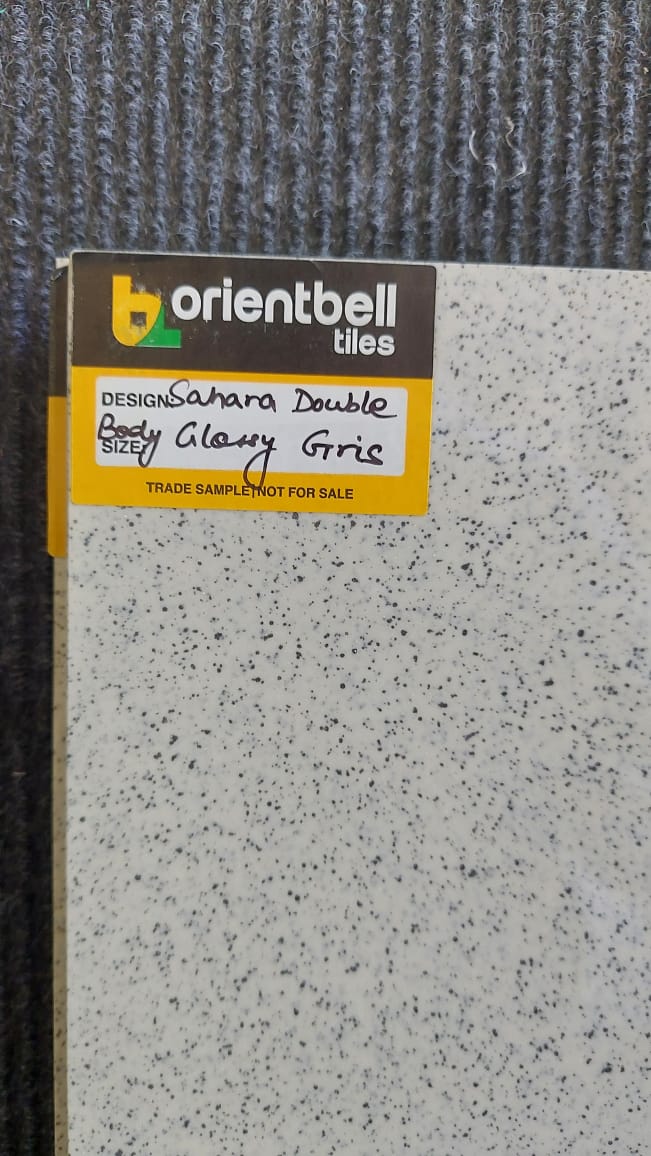 orientbell
tiles
DESIGN Sahara Double
Body Glossy Gris
SIZE
TRADE SAMPLE | NOT FOR SALE